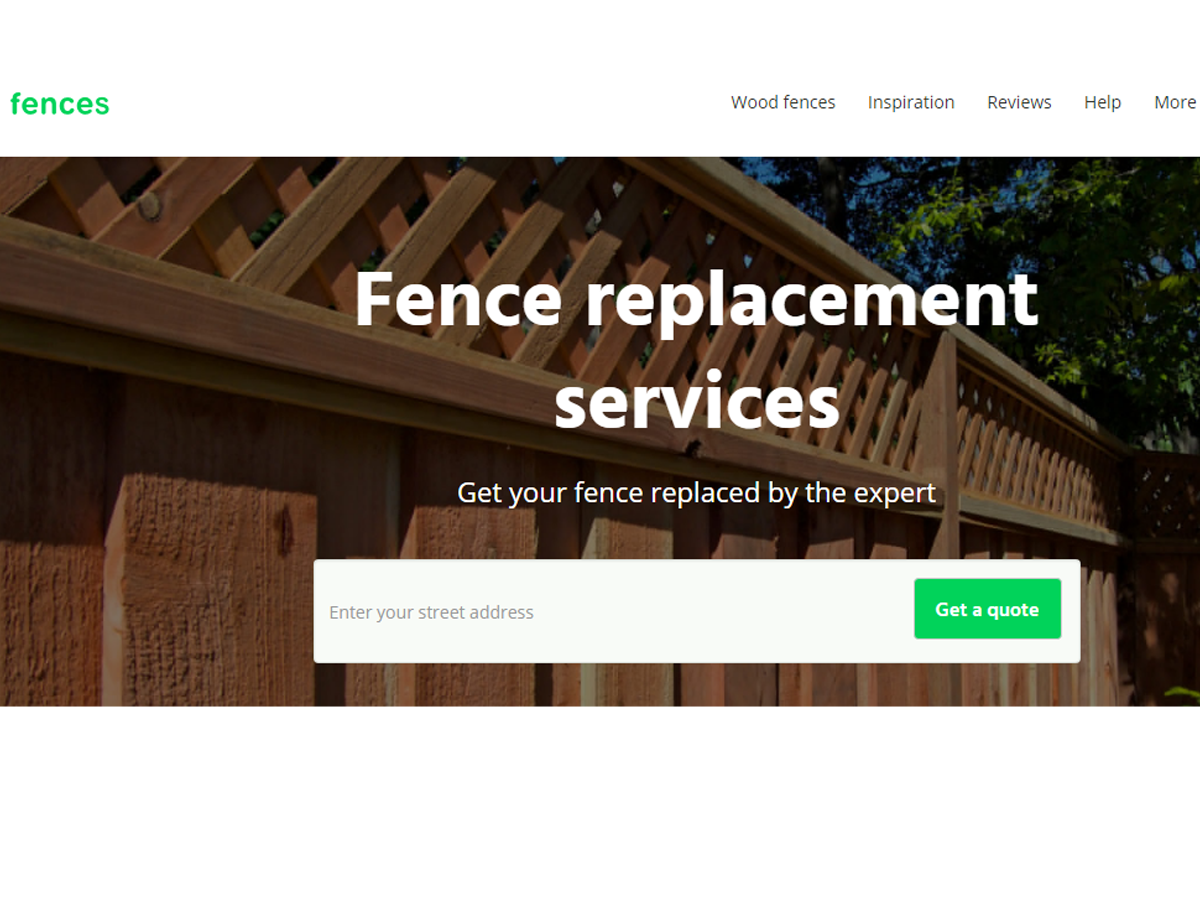 fences
Wood fences Inspiration Reviews Help More
Fence replacement
services
Get your fence replaced by the expert
Enter your street address
Get a quote